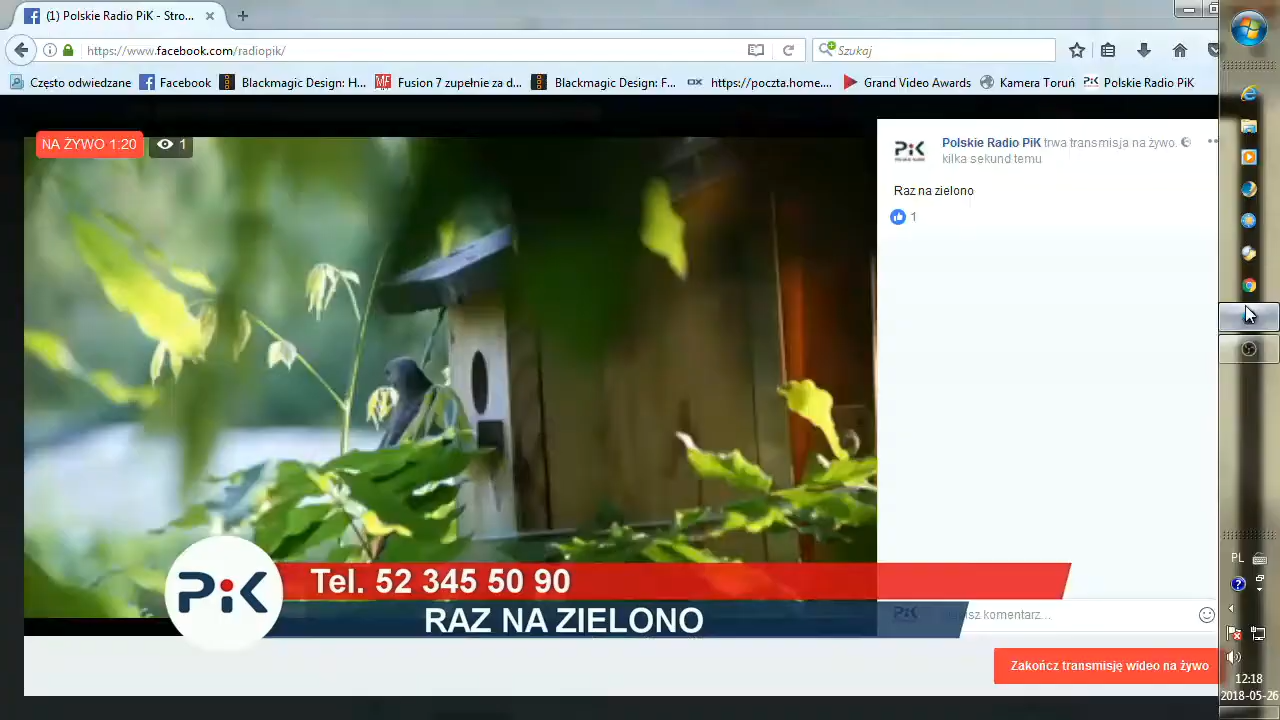 (1) Polskie Radio PiK - Stro...
https://www.facebook.com/radiopik/
Szukaj
Często odwiedzane
Facebook
Blackmagic Design: H...
Fusion 7 zupełnie za d...
Blackmagic Design: F...
https://poczta.home....
Grand Video Awards
Kamera Toruń
Polskie Radio PiK
NA ŻYWO 1:20
1
Polskie Radio PiK trwa transmisja na żywo.
kilka sekund temu
Raz na zielono
1
Tel. 52 345 50 90
PiK
RAZ NA ZIELONO
komentarz...
Zakończ transmisję wideo na żywo
PL
12:18
2018-05-26